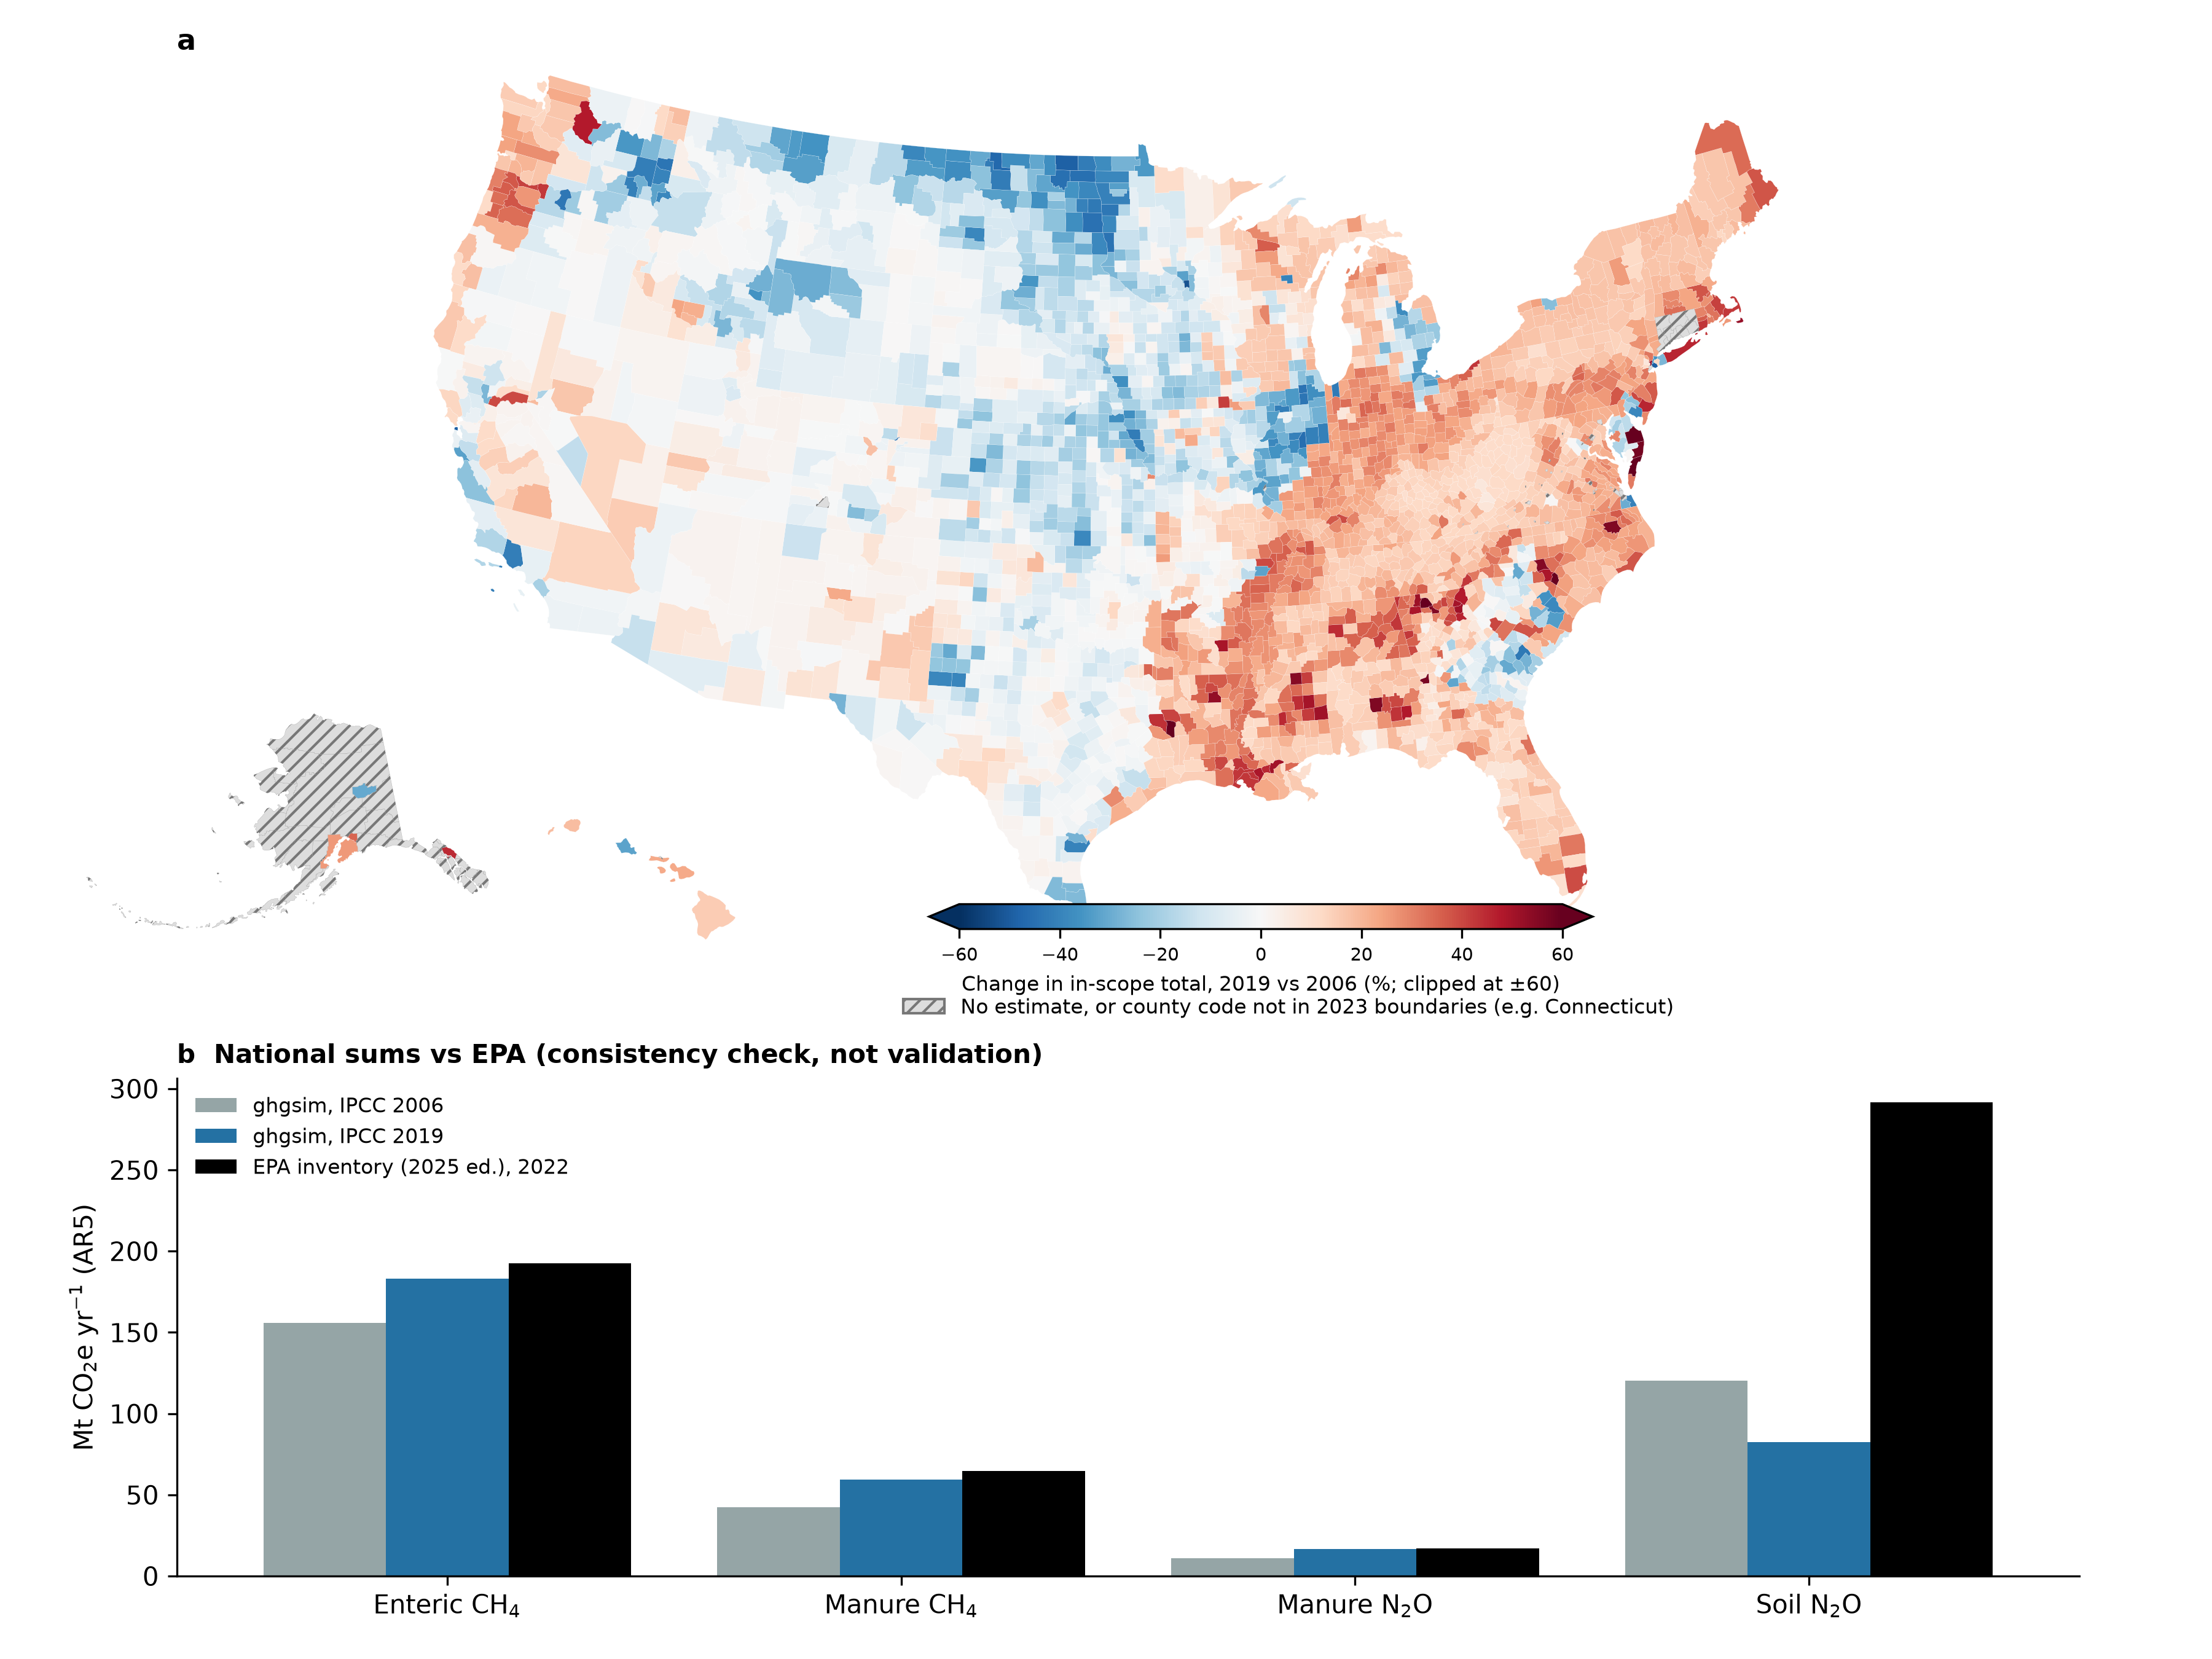 a
−60 −40 −20 0 20 40 60
Change in in-scope total, 2019 vs 2006 (%; clipped at ±60)
No estimate, or county code not in 2023 boundaries (e.g. Connecticut)
b National sums vs EPA (consistency check, not validation)
ghgsim, IPCC 2006
ghgsim, IPCC 2019
EPA inventory (2025 ed.), 2022
Mt CO₂e yr⁻¹ (AR5)
300
250
200
150
100
50
0
Enteric CH₄ Manure CH₄ Manure N₂O Soil N₂O